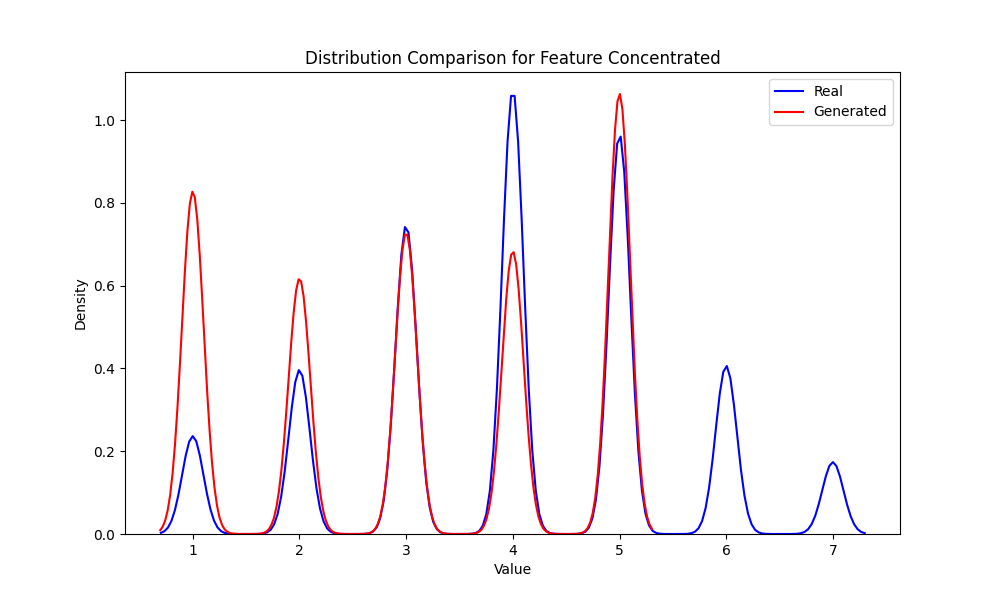 Distribution Comparison for Feature Concentrated
Real
Generated
1.0
0.8
0.6
0.4
0.2
0.0
Density
1 2 3 4 5 6 7
Value